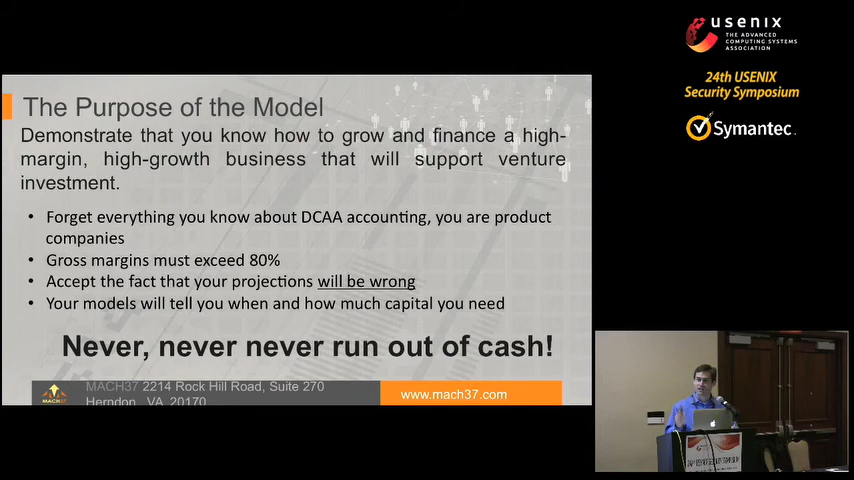 usenix
THE ADVANCED
COMPUTING SYSTEMS
ASSOCIATION
24th USENIX
Security Symposium
Symantec.
The Purpose of the Model
Demonstrate that you know how to grow and finance a high-
margin, high-growth business that will support venture
investment.
• Forget everything you know about DCAA accounting, you are product
companies
• Gross margins must exceed 80%
• Accept the fact that your projections will be wrong
• Your models will tell you when and how much capital you need
Never, never never run out of cash!
MACH37
MACH37 2214 Rock Hill Road, Suite 270
Herndon, VA 20170
www.mach37.com
24th USENIX SECURITY SYMPOSIUM